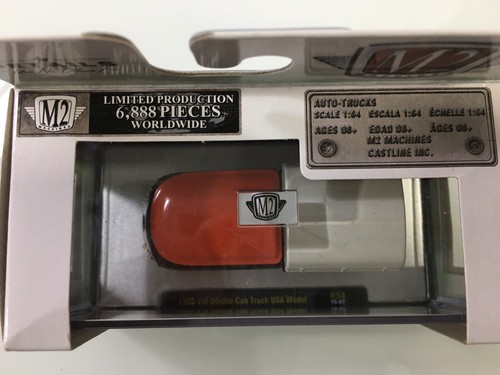 M2
LIMITED PRODUCTION
6,888 PIECES
WORLDWIDE
AUTO-TRUCKS
SCALE 1:64 ESCALA 1:64 ÉCHELLE 1:64
AGES 08+ EDAD 08+ ÂGES 08+
M2 MACHINES
CASTLINE INC.
M2
VW Double Cab Truck USA Model